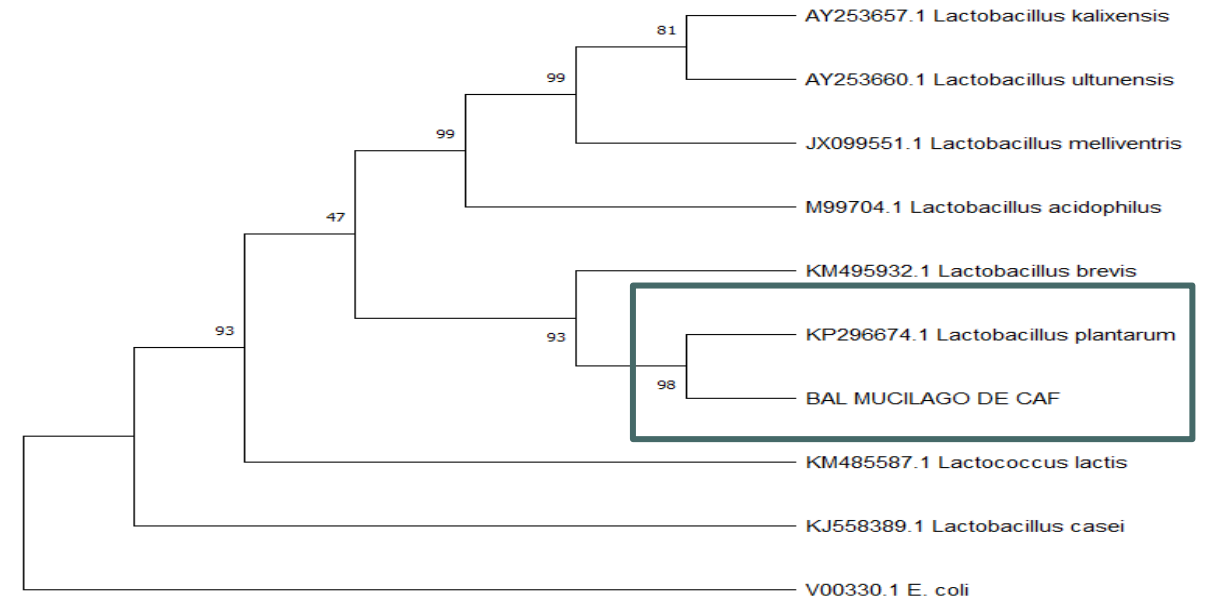 81
AY253657.1 Lactobacillus kalixensis
99
AY253660.1 Lactobacillus ultunensis
99
JX099551.1 Lactobacillus melliventris
47
M99704.1 Lactobacillus acidophilus
KM495932.1 Lactobacillus brevis
93
93
KP296674.1 Lactobacillus plantarum
98
BAL MUCILAGO DE CAF
KM485587.1 Lactococcus lactis
KJ558389.1 Lactobacillus casei
V00330.1 E. coli